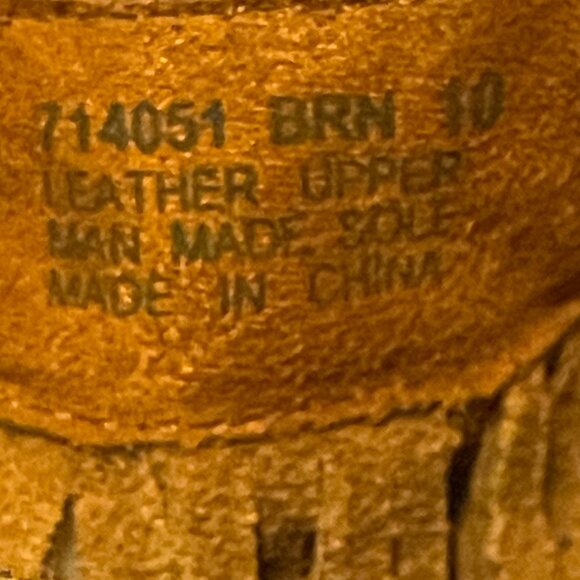 714051 BRN 10
LEATHER UPPER
MAN MADE SOLE
MADE IN CHINA